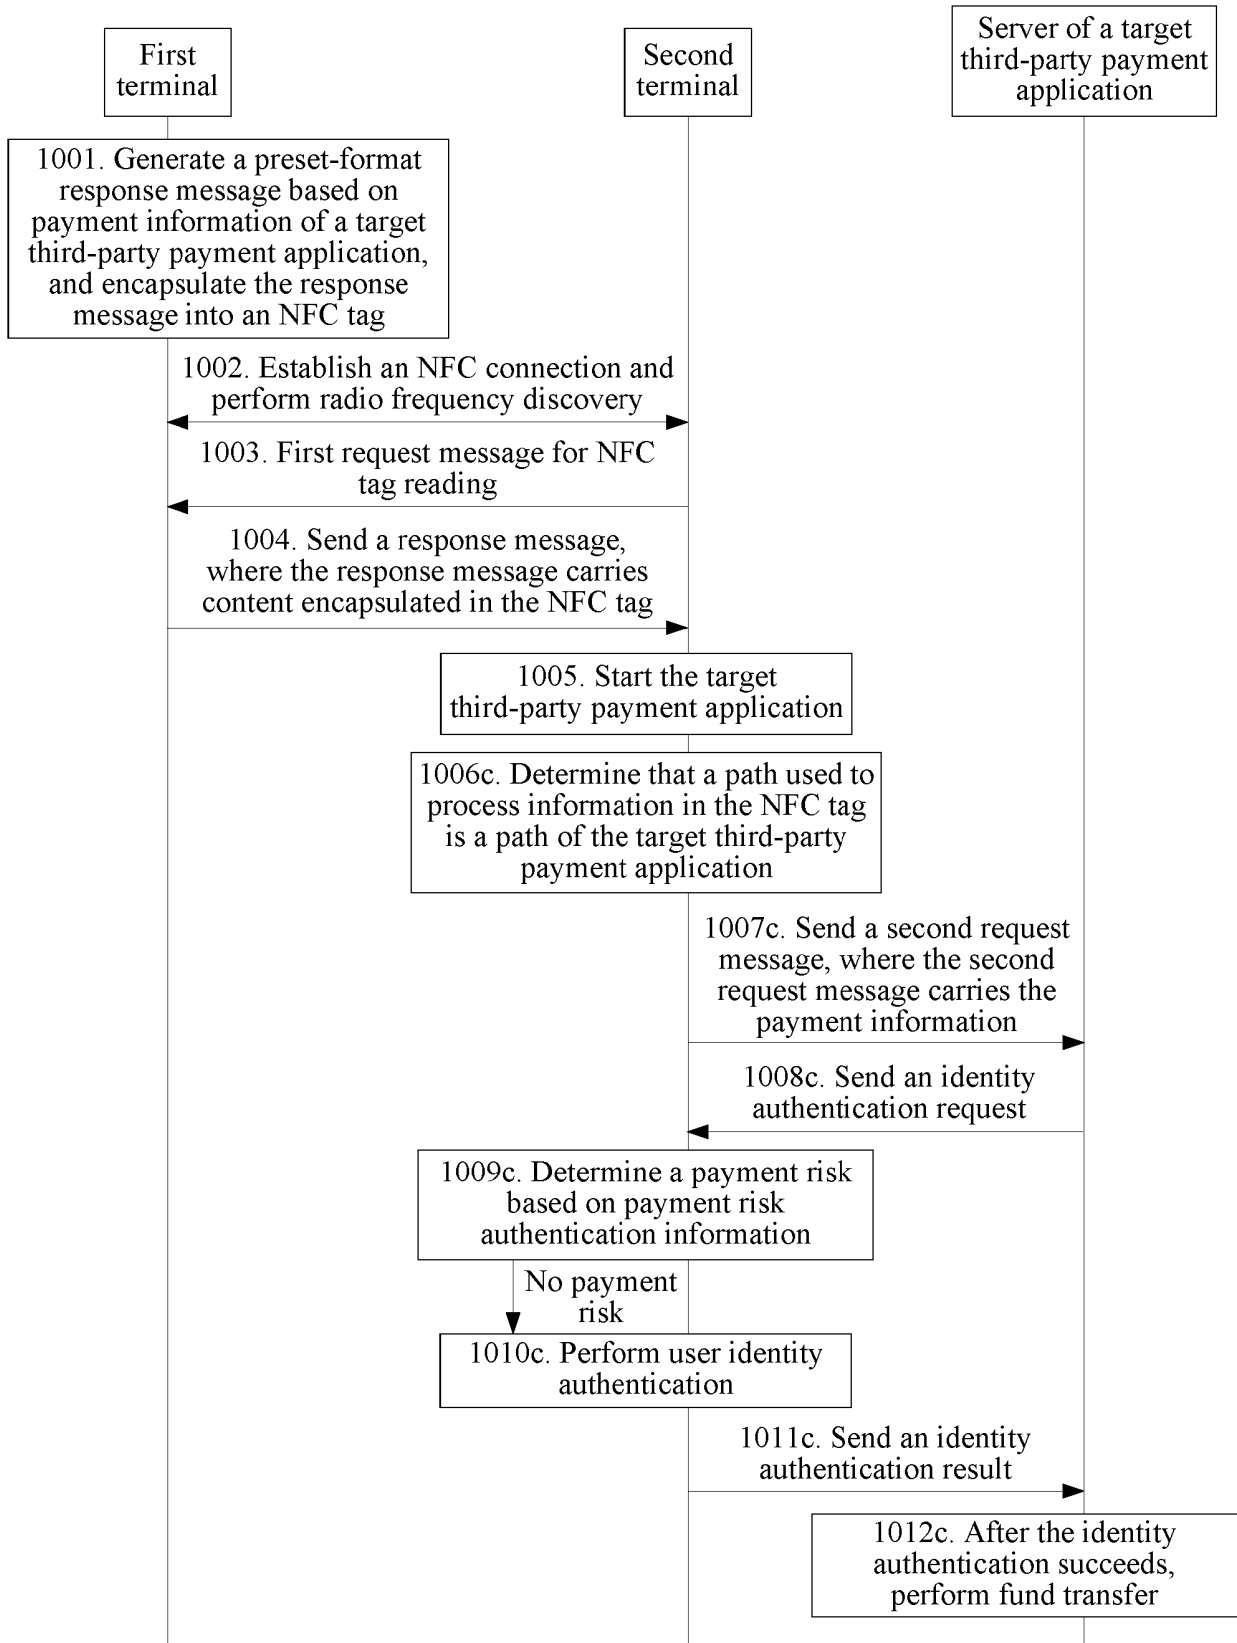 First
terminal
Second
terminal
Server of a target
third-party payment
application
1001. Generate a preset-format
response message based on
payment information of a target
third-party payment application,
and encapsulate the response
message into an NFC tag
1002. Establish an NFC connection and
perform radio frequency discovery
1003. First request message for NFC
tag reading
1004. Send a response message,
where the response message carries
content encapsulated in the NFC tag
1005. Start the target
third-party payment application
1006c. Determine that a path used to
process information in the NFC tag
is a path of the target third-party
payment application
1007c. Send a second request
message, where the second
request message carries the
payment information
1008c. Send an identity
authentication request
1009c. Determine a payment risk
based on payment risk
authentication information
No payment
risk
1010c. Perform user identity
authentication
1011c. Send an identity
authentication result
1012c. After the identity
authentication succeeds,
perform fund transfer